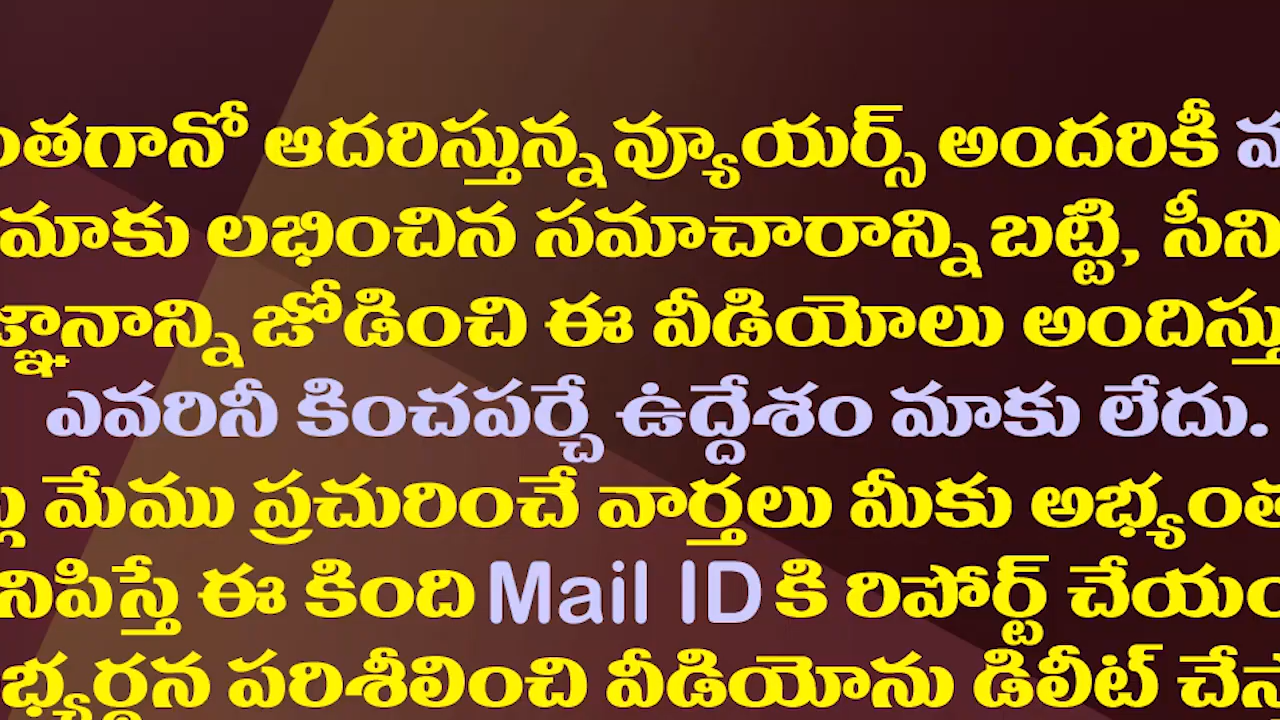 ంతగానో ఆదరిస్తున్న వ్యూయర్స్ అందరికీ
మాకు లభించిన సమాచారాన్ని బట్టి, సీని
జ్ఞానాన్ని జోడించి ఈ వీడియోలు అందిస్తు
ఎవరినీ కించపర్చే ఉద్దేశం మాకు లేదు.
మేము ప్రచురించే వార్తలు మీకు అభ్యంత
నిపిస్తే ఈ కింది Mail ID కి రిపోర్ట్ చేయం
భ్యర్థన పరిశీలించి వీడియోను డిలీట్ చేస